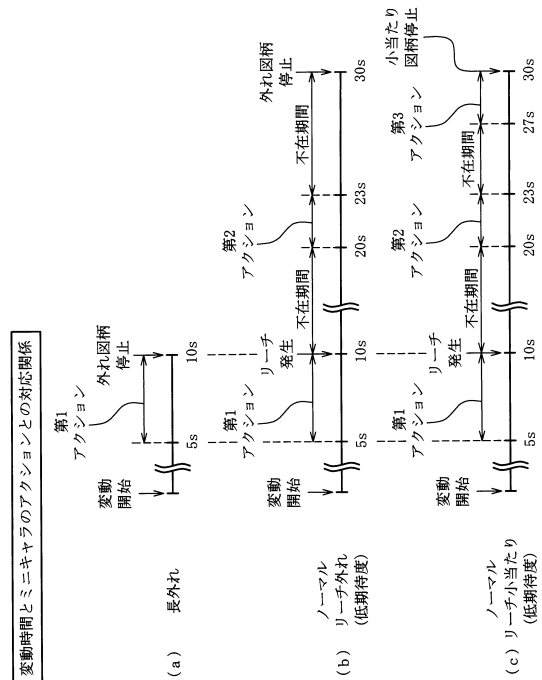 変動時間とミニキャラのアクションとの対応関係
(a)
長外れ
変動
開始
第1
アクション
外れ図柄
停止
5s
10s
(b)
ノーマル
リーチ外れ
(低期待度)
変動
開始
第1
アクション
リーチ
発生
不在期間
第2
アクション
不在期間
外れ図柄
停止
5s
10s
20s
23s
30s
(c)
ノーマル
リーチ小当たり
(低期待度)
変動
開始
第1
アクション
リーチ
発生
不在期間
第2
アクション
不在期間
第3
アクション
小当たり
図柄停止
5s
10s
20s
23s
27s
30s